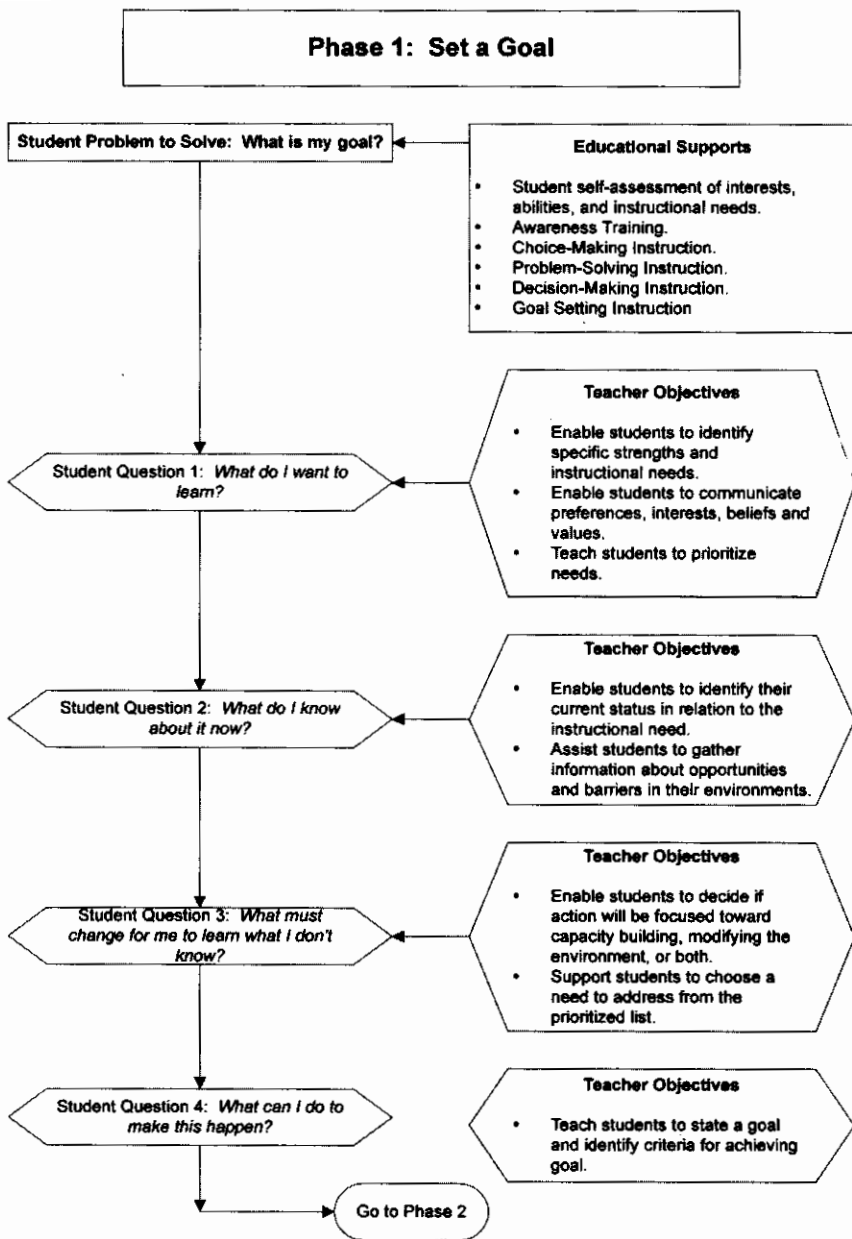 Phase 1:  Set a Goal
Student Problem to Solve:  What is my goal?
Educational Supports
• Student self-assessment of interests,
abilities, and instructional needs.
• Awareness Training.
• Choice-Making Instruction.
• Problem-Solving Instruction.
• Decision-Making Instruction.
• Goal Setting Instruction
Student Question 1:  What do I want to
learn?
Teacher Objectives
• Enable students to identify
specific strengths and
instructional needs.
• Enable students to communicate
preferences, interests, beliefs and
values.
• Teach students to prioritize
needs.
Student Question 2:  What do I know
about it now?
Teacher Objectives
• Enable students to identify their
current status in relation to the
instructional need.
• Assist students to gather
information about opportunities
and barriers in their environments.
Student Question 3:  What must
change for me to learn what I don't
know?
Teacher Objectives
• Enable students to decide if
action will be focused toward
capacity building, modifying the
environment, or both.
• Support students to choose a
need to address from the
prioritized list.
Student Question 4:  What can I do to
make this happen?
Teacher Objectives
• Teach students to state a goal
and identify criteria for achieving
goal.
Go to Phase 2